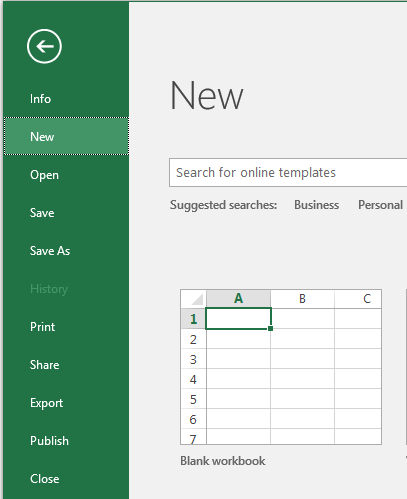 Info
New
Open
Save
Save As
History
Print
Share
Export
Publish
Close
New
Search for online templates
Suggested searches: Business Personal
A B C
1
2
3
4
5
6
7
Blank workbook